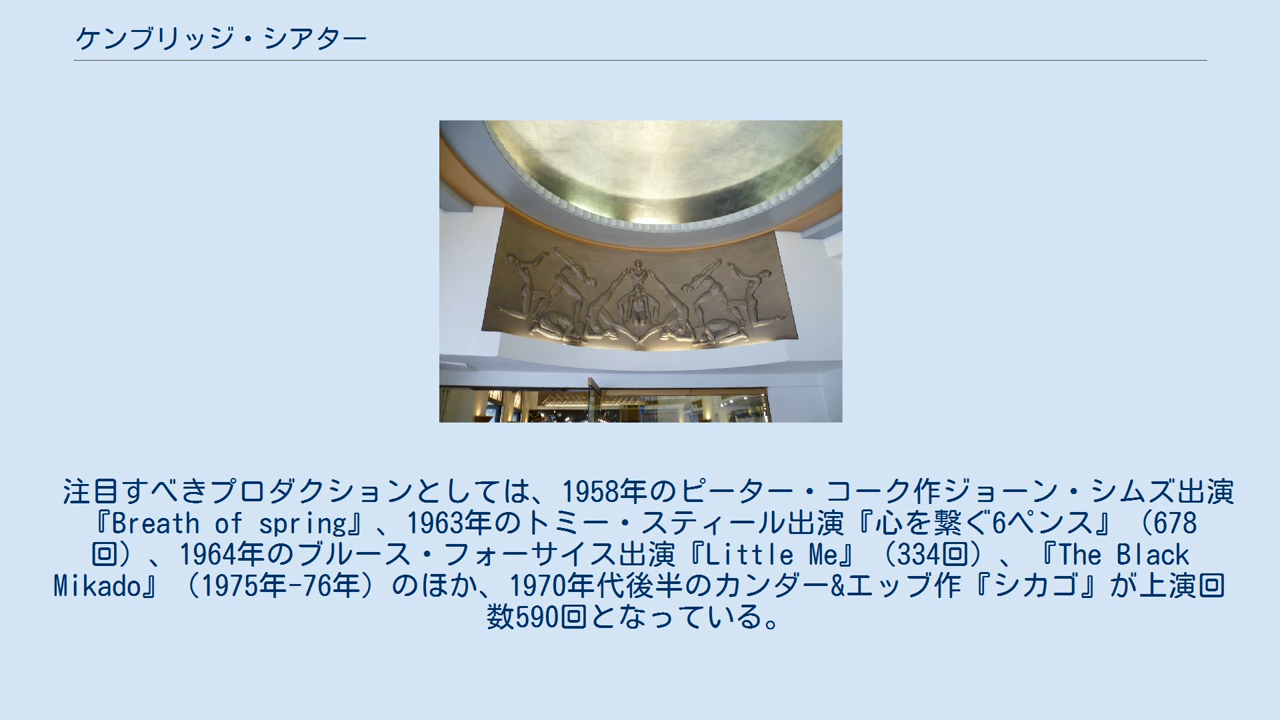 ケンブリッジ・シアター
注目すべきプロダクションとしては、1958年のピーター・コーク作ジョーン・シムズ出演
『Breath of spring』、1963年のトミー・スティール出演『心を繋ぐ6ペンス』（678
回）、1964年のブルース・フォーサイス出演『Little Me』（334回）、『The Black
Mikado』（1975年-76年）のほか、1970年代後半のカンダー&エッブ作『シカゴ』が上演回
数590回となっている。